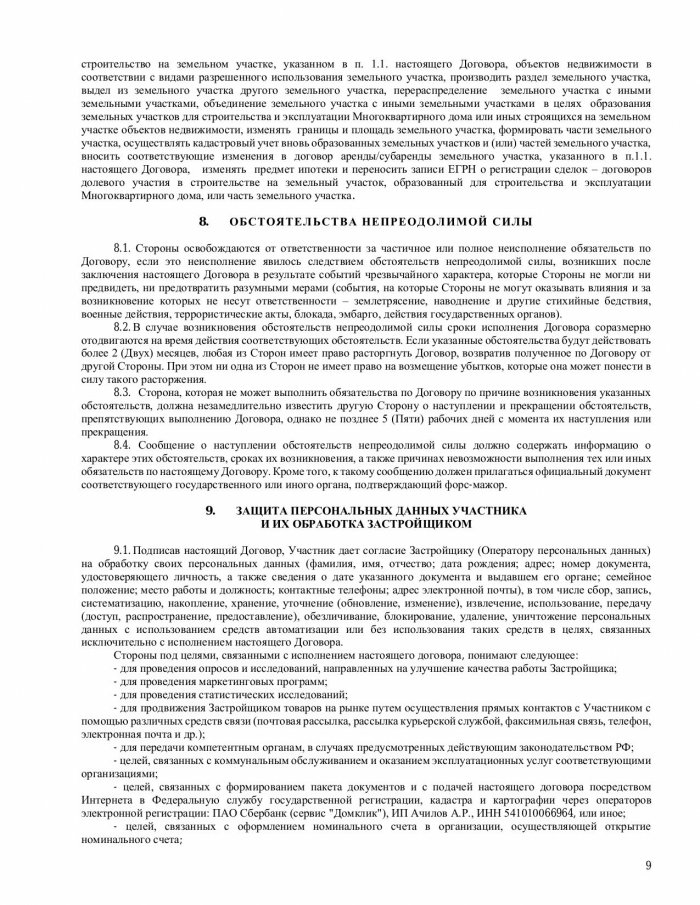 строительство на земельном участке, указанном в п. 1.1. настоящего Договора, объектов недвижимости в
соответствии с видами разрешенного использования земельного участка, производить раздел земельного участка,
выдел из земельного участка другого земельного участка, перераспределение земельного участка с иными
земельными участками, объединение земельного участка с иными земельными участками в целях образования
земельных участков для строительства и эксплуатации Многоквартирного дома или иных строящихся на земельном
участке объектов недвижимости, изменять границы и площадь земельного участка, формировать части земельного
участка, осуществлять кадастровый учет вновь образованных земельных участков и (или) частей земельного участка,
вносить соответствующие изменения в договор аренды/субаренды земельного участка, указанного в п.1.1.
настоящего Договора, изменять предмет ипотеки и переносить записи ЕГРН о регистрации сделок – договоров
долевого участия в строительстве на земельный участок, образованный для строительства и эксплуатации
Многоквартирного дома, или часть земельного участка.
8. ОБСТОЯТЕЛЬСТВА НЕПРЕОДОЛИМОЙ СИЛЫ
8.1. Стороны освобождаются от ответственности за частичное или полное неисполнение обязательств по
Договору, если это неисполнение явилось следствием обстоятельств непреодолимой силы, возникших после
заключения настоящего Договора в результате событий чрезвычайного характера, которые Стороны не могли ни
предвидеть, ни предотвратить разумными мерами (события, на которые Стороны не могут оказывать влияния и за
возникновение которых не несут ответственности – землетрясение, наводнение и другие стихийные бедствия,
военные действия, террористические акты, блокада, эмбарго, действия государственных органов).
8.2. В случае возникновения обстоятельств непреодолимой силы сроки исполнения Договора соразмерно
отодвигаются на время действия соответствующих обстоятельств. Если указанные обстоятельства будут действовать
более 2 (Двух) месяцев, любая из Сторон имеет право расторгнуть Договор, возвратив полученное по Договору от
другой Стороны. При этом ни одна из Сторон не имеет право на возмещение убытков, которые она может понести в
силу такого расторжения.
8.3. Сторона, которая не может выполнить обязательства по Договору по причине возникновения указанных
обстоятельств, должна незамедлительно известить другую Сторону о наступлении и прекращении обстоятельств,
препятствующих выполнению Договора, однако не позднее 5 (Пяти) рабочих дней с момента их наступления или
прекращения.
8.4. Сообщение о наступлении обстоятельств непреодолимой силы должно содержать информацию о
характере этих обстоятельств, сроках их возникновения, а также причинах невозможности выполнения тех или иных
обязательств по настоящему Договору. Кроме того, к такому сообщению должен прилагаться официальный документ
соответствующего государственного или иного органа, подтверждающий форс-мажор.
9. ЗАЩИТА ПЕРСОНАЛЬНЫХ ДАННЫХ УЧАСТНИКА
И ИХ ОБРАБОТКА ЗАСТРОЙЩИКОМ
9.1. Подписав настоящий Договор, Участник дает согласие Застройщику (Оператору персональных данных)
на обработку своих персональных данных (фамилия, имя, отчество; дата рождения; адрес; номер документа,
удостоверяющего личность, а также сведения о дате указанного документа и выдавшем его органе; семейное
положение; место работы и должность; контактные телефоны; адрес электронной почты), в том числе сбор, запись,
систематизацию, накопление, хранение, уточнение (обновление, изменение), извлечение, использование, передачу
(доступ, распространение, предоставление), обезличивание, блокирование, удаление, уничтожение персональных
данных с использованием средств автоматизации или без использования таких средств в целях, связанных
исключительно с исполнением настоящего Договора.
Стороны под целями, связанными с исполнением настоящего договора, понимают следующее:
- для проведения опросов и исследований, направленных на улучшение качества работы Застройщика;
- для проведения маркетинговых программ;
- для проведения статистических исследований;
- для продвижения Застройщиком товаров на рынке путем осуществления прямых контактов с Участником с
помощью различных средств связи (почтовая рассылка, рассылка курьерской службой, факсимильная связь, телефон,
электронная почта и др.);
- для передачи компетентным органам, в случаях предусмотренных действующим законодательством РФ;
- целей, связанных с коммунальным обслуживанием и оказанием эксплуатационных услуг соответствующими
организациями;
- целей, связанных с формированием пакета документов и с подачей настоящего договора посредством
Интернета в Федеральную службу государственной регистрации, кадастра и картографии через операторов
электронной регистрации: ПАО Сбербанк (сервис "Домклик"), ИП Ачилов А.Р., ИНН 541010066964, или иное;
- целей, связанных с оформлением номинального счета в организации, осуществляющей открытие
номинального счета;
9